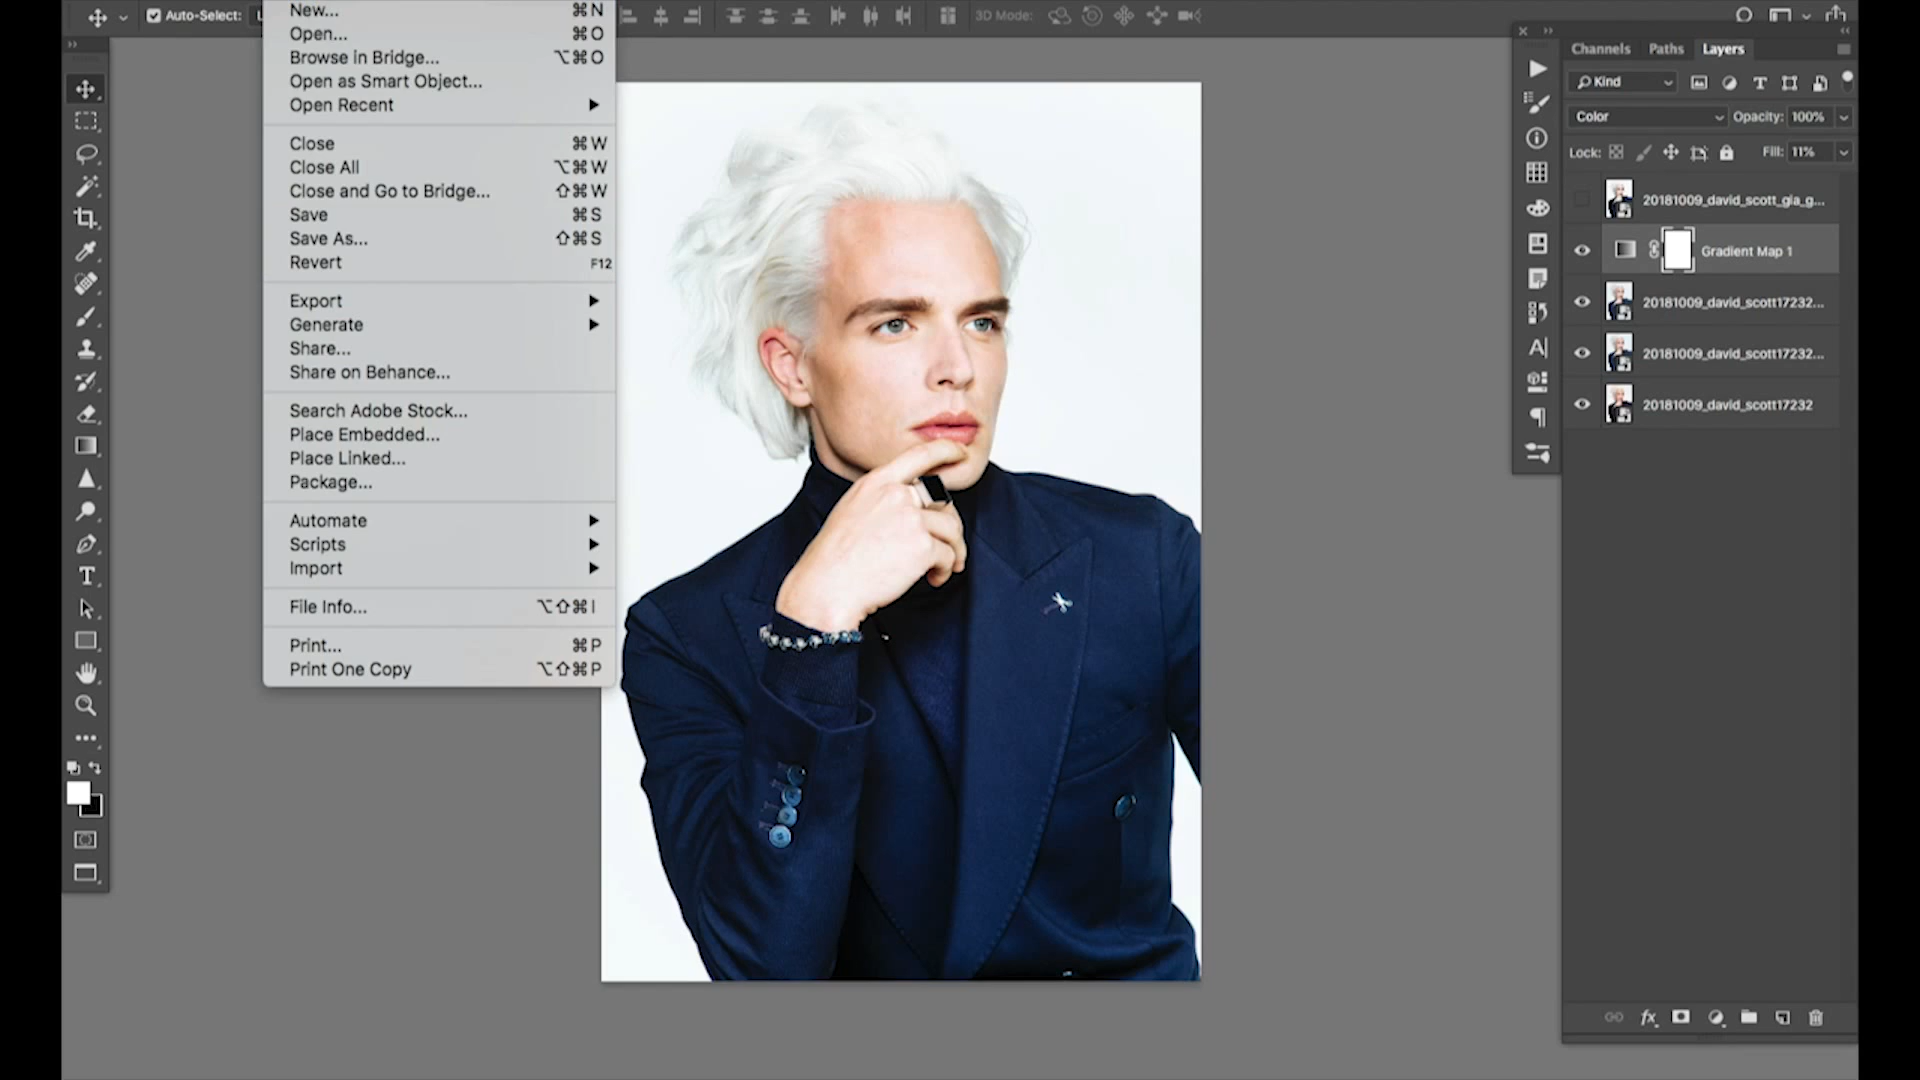 Auto-Select:
3D Mode:
New... ⌘N
Open... ⌘O
Browse in Bridge... ⌥⌘O
Open as Smart Object...
Open Recent
Close ⌘W
Close All ⌥⌘W
Close and Go to Bridge... ⇧⌘W
Save ⌘S
Save As... ⇧⌘S
Revert F12
Export
Generate
Share...
Share on Behance...
Search Adobe Stock...
Place Embedded...
Place Linked...
Package...
Automate
Scripts
Import
File Info... ⌥⇧⌘I
Print... ⌘P
Print One Copy ⌥⇧⌘P
Channels Paths Layers
Kind
Color Opacity: 100%
Lock: Fill: 11%
20181009_david_scott_gia_g...
Gradient Map 1
20181009_david_scott17232...
20181009_david_scott17232...
20181009_david_scott17232